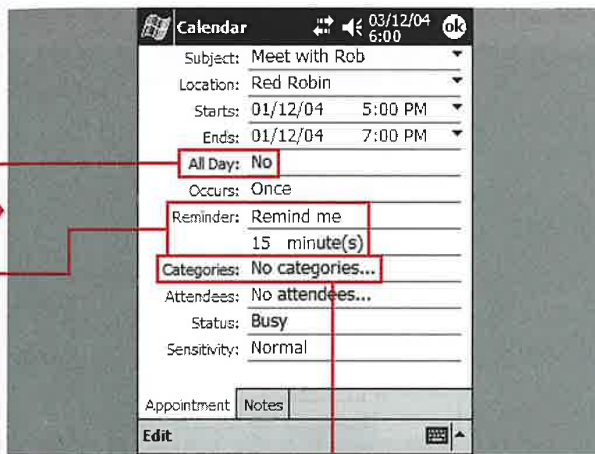 Calendar 03/12/04 6:00 ok
Subject: Meet with Rob
Location: Red Robin
Starts: 01/12/04 5:00 PM
Ends: 01/12/04 7:00 PM
All Day: No
Occurs: Once
Reminder: Remind me
15 minute(s)
Categories: No categories...
Attendees: No attendees...
Status: Busy
Sensitivity: Normal
Appointment Notes
Edit